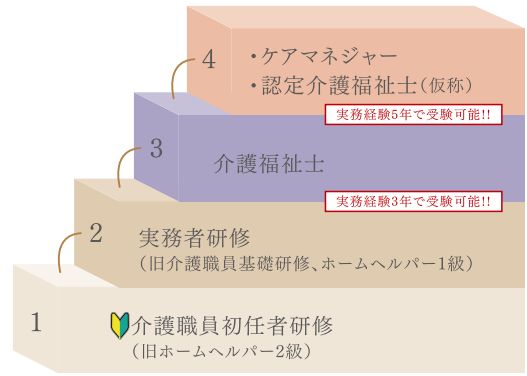 4
・ケアマネジャー
・認定介護福祉士(仮称)
実務経験5年で受験可能!!
3
介護福祉士
実務経験3年で受験可能!!
2
実務者研修
(旧介護職員基礎研修、ホームヘルパー1級)
1
介護職員初任者研修
(旧ホームヘルパー2級)